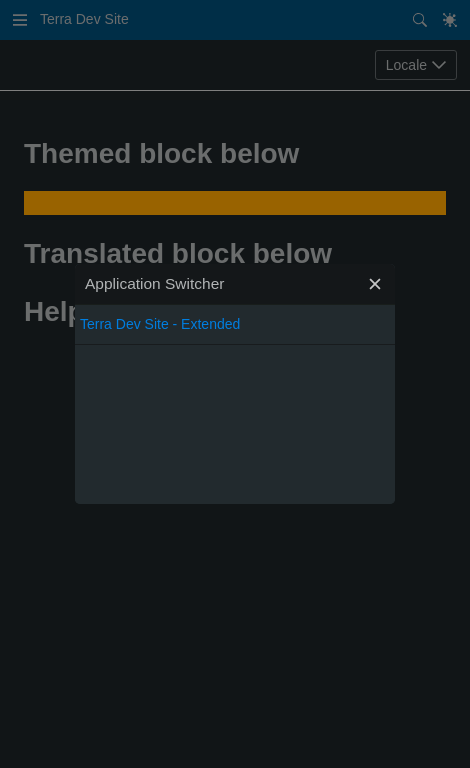 Terra Dev Site
Locale
Themed block below
Translated block below
Application Switcher
Help
Terra Dev Site - Extended